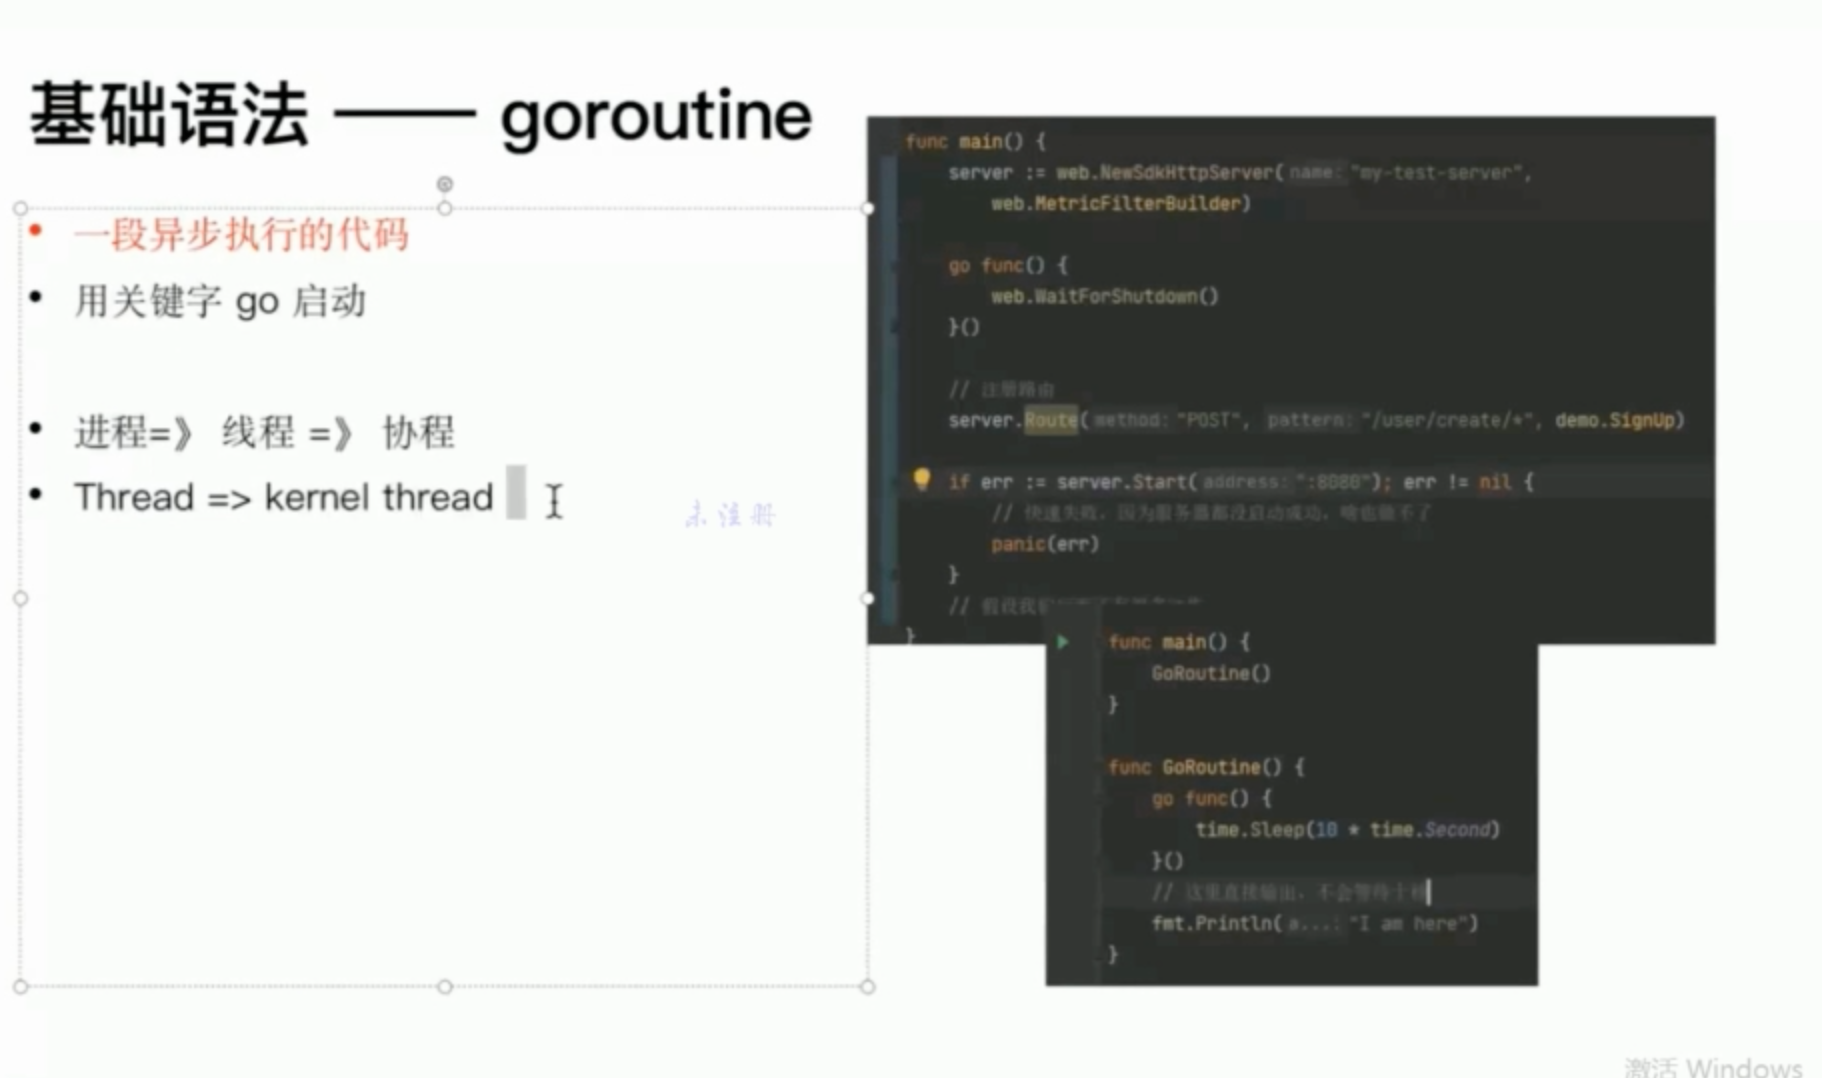 基础语法 —— goroutine
• 一段异步执行的代码
• 用关键字 go 启动
• 进程=》 线程 =》 协程
• Thread => kernel thread
未注册
func main() {
server := web.NewSdkHttpServer( name: "my-test-server",
web.MetricFilterBuilder)
go func() {
web.WaitForShutdown()
}()
// 注册路由
server.Route( method: "POST", pattern: "/user/create/*", demo.SignUp)
if err := server.Start( address: ":8080"); err != nil {
// 快速失败，因为服务器都没启动成功，啥也做不了
panic(err)
}
// 假设我
}
func main() {
GoRoutine()
}
func GoRoutine() {
go func() {
time.Sleep(10 * time.Second)
}()
// 这里直接输出，不会等待十秒
fmt.Println( a...: "I am here")
}
激活 Windows